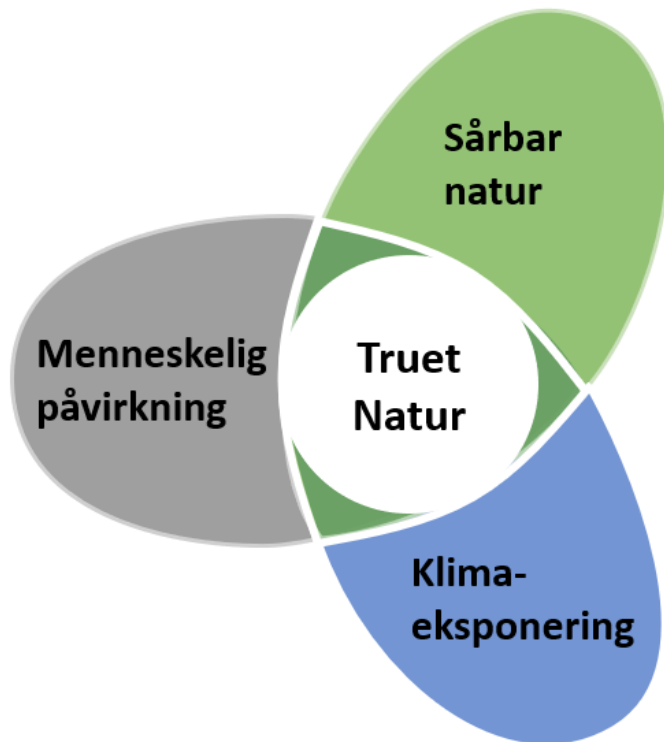 Sårbar
natur
Menneskelig
påvirkning
Truet
Natur
Klima-
eksponering